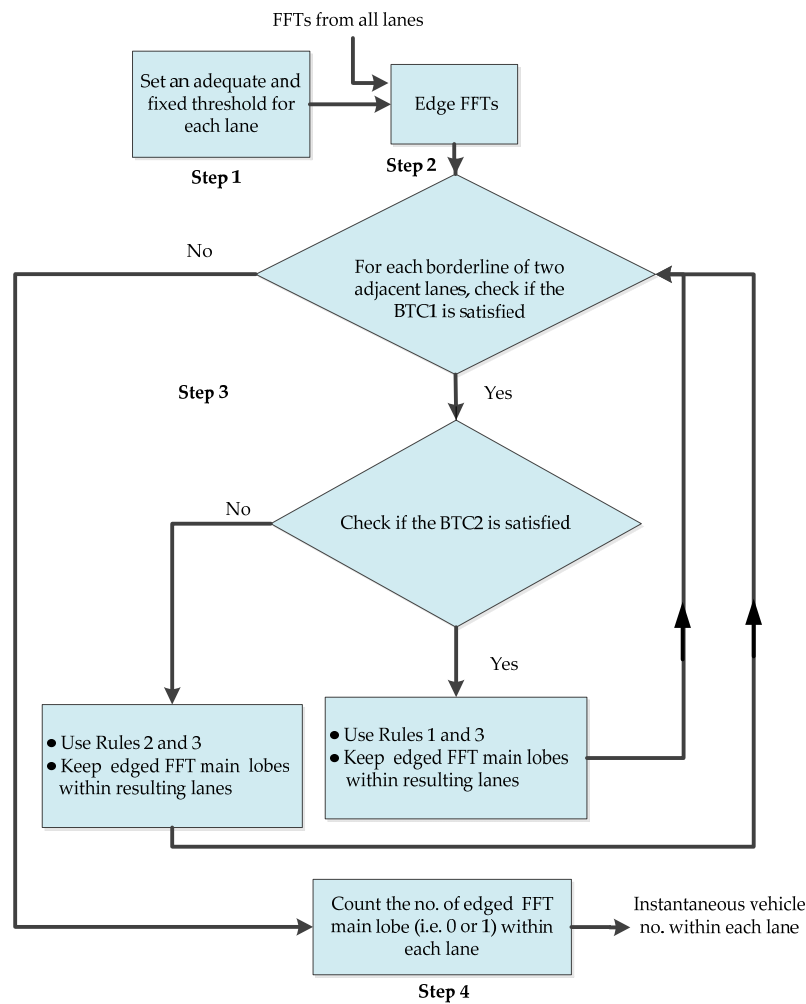 FFTs from all lanes
Set an adequate and
fixed threshold for
each lane
Edge FFTs
Step 1
Step 2
No
For each borderline of two
adjacent lanes, check if the
BTC1 is satisfied
Step 3
Yes
No
Check if the BTC2 is satisfied
Yes
● Use Rules 2 and 3
● Keep edged FFT main lobes
within resulting lanes
● Use Rules 1 and 3
● Keep edged FFT main lobes
within resulting lanes
Count the no. of edged FFT
main lobe (i.e. 0 or 1) within
each lane
Instantaneous vehicle
no. within each lane
Step 4